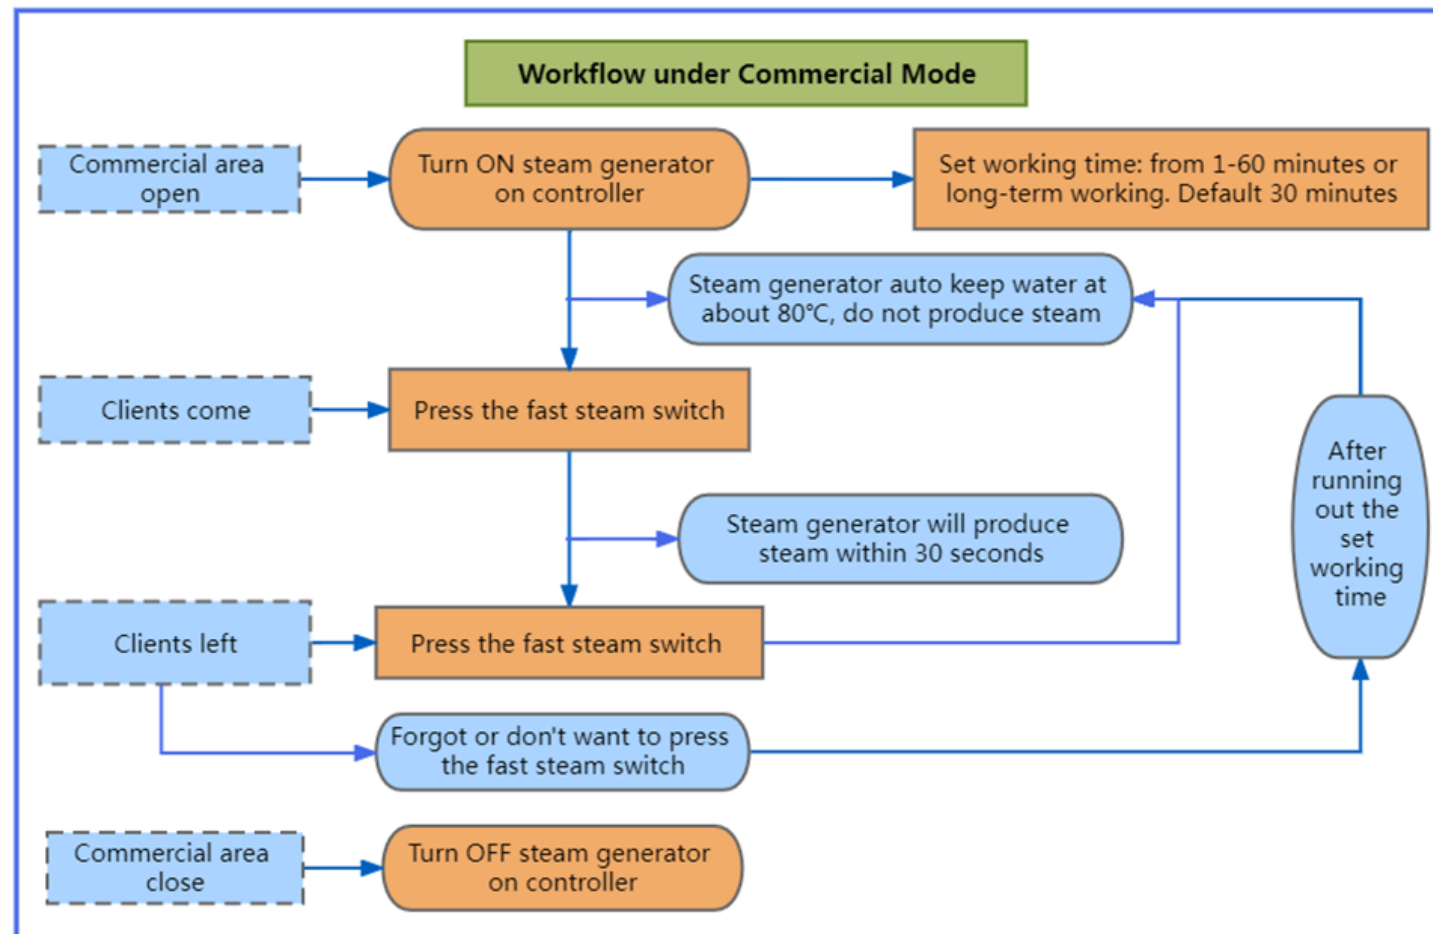 Workflow under Commercial Mode
Commercial area
open
Turn ON steam generator
on controller
Set working time: from 1-60 minutes or
long-term working. Default 30 minutes
Steam generator auto keep water at
about 80℃, do not produce steam
Clients come
Press the fast steam switch
After
running
out the
set
working
time
Steam generator will produce
steam within 30 seconds
Clients left
Press the fast steam switch
Forgot or don't want to press
the fast steam switch
Commercial area
close
Turn OFF steam generator
on controller